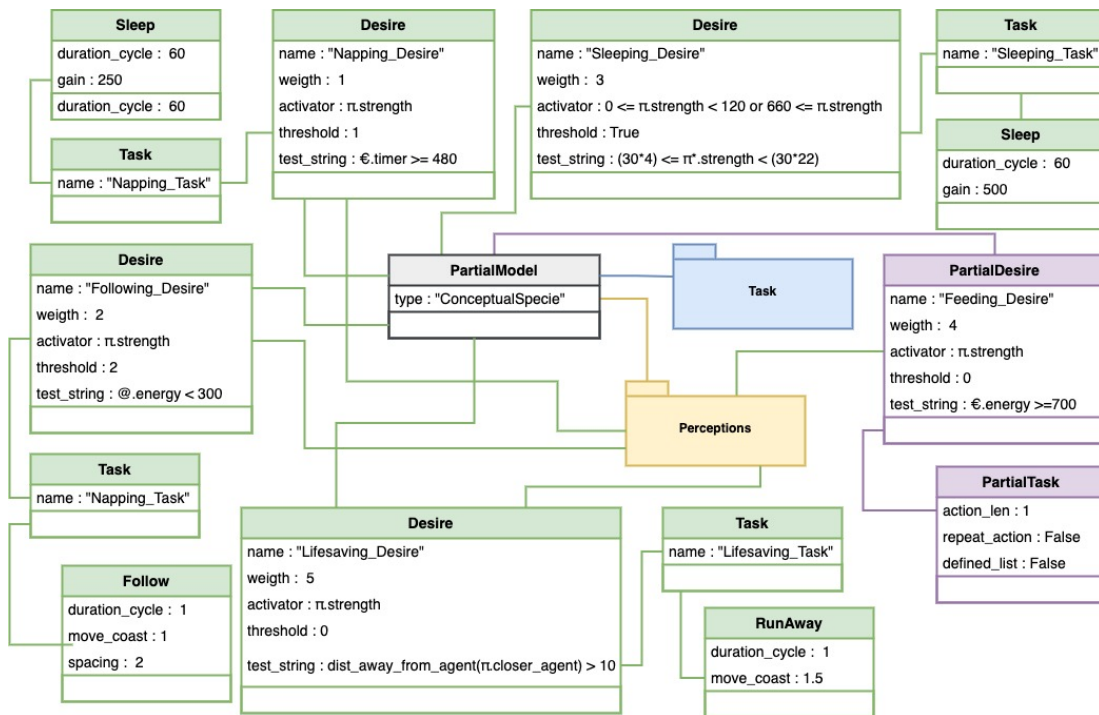 Sleep
duration_cycle : 60
gain : 250
duration_cycle : 60
Task
name : "Napping_Task"
Desire
name : "Napping_Desire"
weigth : 1
activator : π.strength
threshold : 1
test_string : €.timer >= 480
Desire
name : "Sleeping_Desire"
weigth : 3
activator : 0 <= π.strength < 120 or 660 <= π.strength
threshold : True
test_string : (30*4) <= π*.strength < (30*22)
Task
name : "Sleeping_Task"
Sleep
duration_cycle : 60
gain : 500
Desire
name : "Following_Desire"
weigth : 2
activator : π.strength
threshold : 2
test_string : @.energy < 300
PartialModel
type : "ConceptualSpecie"
Task
Perceptions
PartialDesire
name : "Feeding_Desire"
weigth : 4
activator : π.strength
threshold : 0
test_string : €.energy >=700
Task
name : "Napping_Task"
Follow
duration_cycle : 1
move_coast : 1
spacing : 2
Desire
name : "Lifesaving_Desire"
weigth : 5
activator : π.strength
threshold : 0
test_string : dist_away_from_agent(π.closer_agent) > 10
Task
name : "Lifesaving_Task"
RunAway
duration_cycle : 1
move_coast : 1.5
PartialTask
action_len : 1
repeat_action : False
defined_list : False